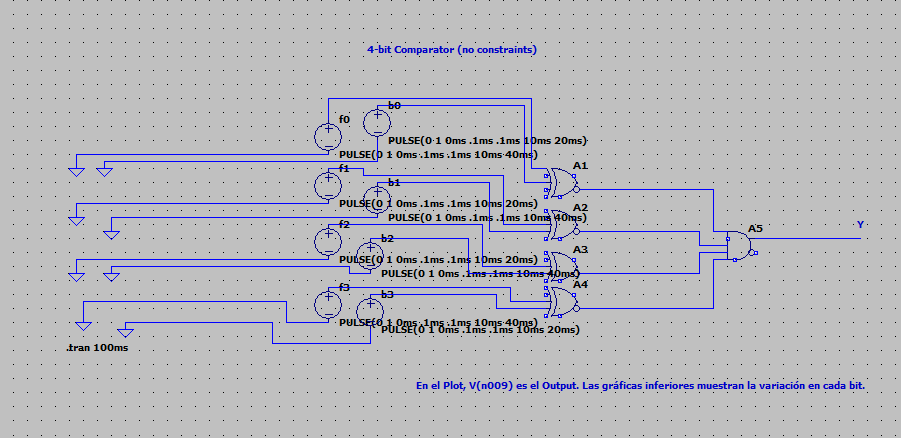 4-bit Comparator (no constraints)
b0
f0
PULSE(0 1 0ms .1ms .1ms 10ms 20ms)
PULSE(0 1 0ms .1ms .1ms 10ms 40ms)
A1
f1
b1
PULSE(0 1 0ms .1ms .1ms 10ms 20ms)
A2
PULSE(0 1 0ms .1ms .1ms 10ms 40ms)
f2
Y
A5
b2
A3
PULSE(0 1 0ms .1ms .1ms 10ms 20ms)
PULSE(0 1 0ms .1ms .1ms 10ms 40ms)
f3
A4
b3
PULSE(0 1 0ms .1ms .1ms 10ms 40ms)
PULSE(0 1 0ms .1ms .1ms 10ms 20ms)
.tran 100ms
En el Plot, V(n009) es el Output. Las gráficas inferiores muestran la variación en cada bit.